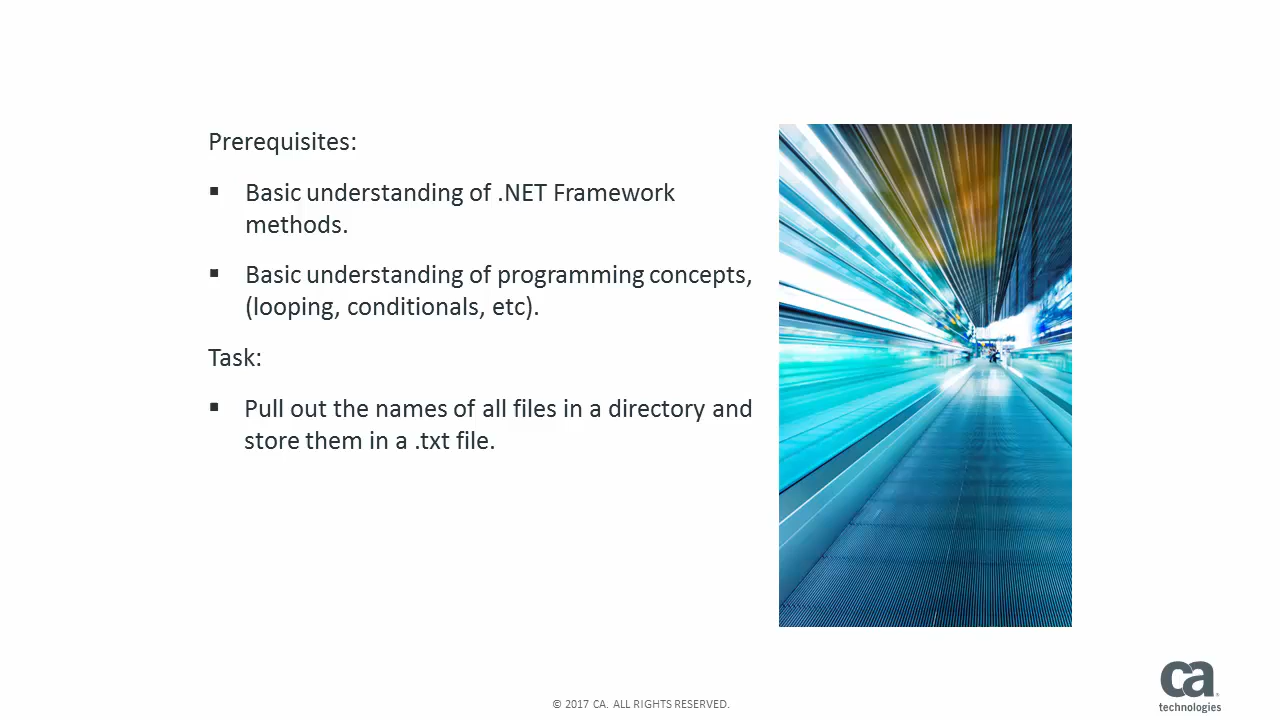 Prerequisites:
▪ Basic understanding of .NET Framework
methods.
▪ Basic understanding of programming concepts,
(looping, conditionals, etc).
Task:
▪ Pull out the names of all files in a directory and
store them in a .txt file.
© 2017 CA. ALL RIGHTS RESERVED.
ca
technologies